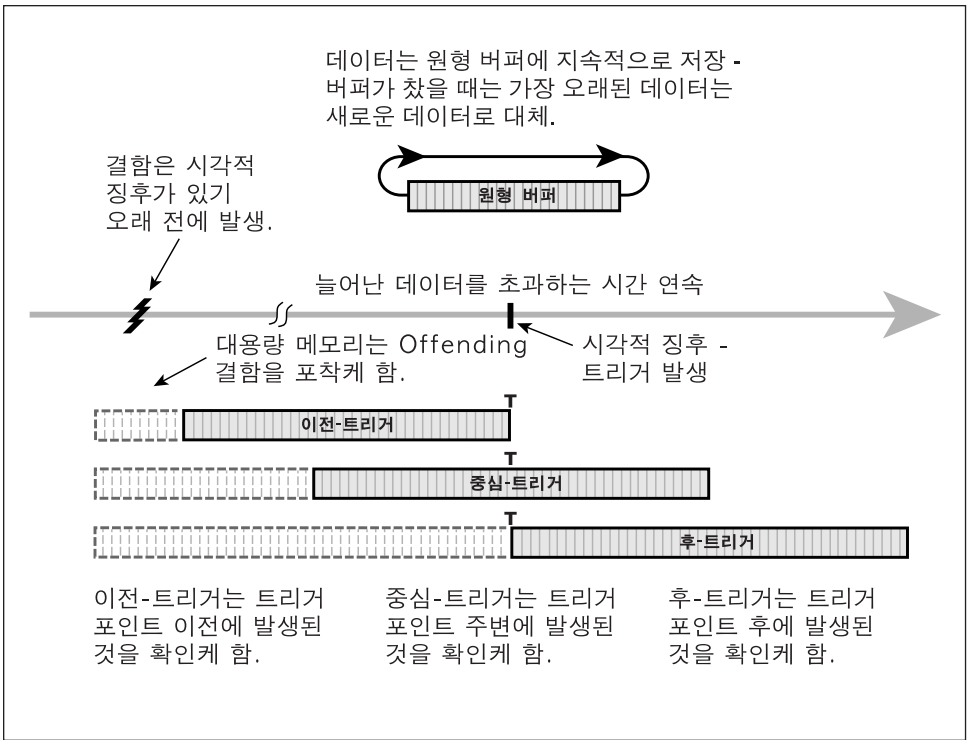 데이터는 원형 버퍼에 지속적으로 저장 -
버퍼가 찼을 때는 가장 오래된 데이터는
새로운 데이터로 대체.
원형 버퍼
결함은 시각적
징후가 있기
오래 전에 발생.
늘어난 데이터를 초과하는 시간 연속
대용량 메모리는 Offending
결함을 포착케 함.
시각적 징후 -
트리거 발생
T
이전-트리거
T
중심-트리거
T
후-트리거
이전-트리거는 트리거
포인트 이전에 발생된
것을 확인케 함.
중심-트리거는 트리거
포인트 주변에 발생된
것을 확인케 함.
후-트리거는 트리거
포인트 후에 발생된
것을 확인케 함.